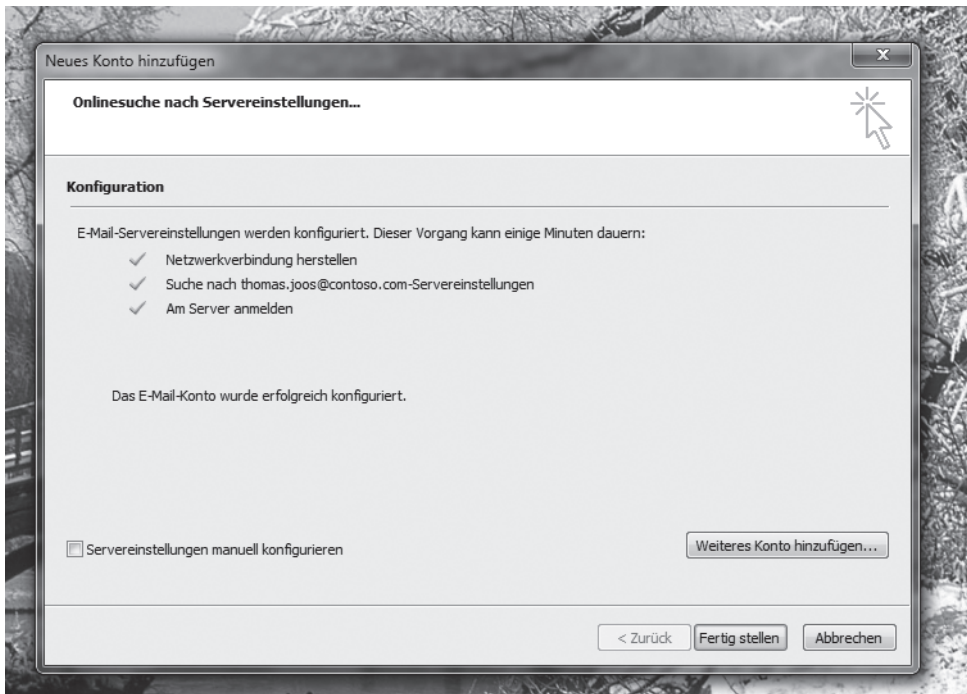 Neues Konto hinzufügen
Onlinesuche nach Servereinstellungen...
Konfiguration
E-Mail-Servereinstellungen werden konfiguriert. Dieser Vorgang kann einige Minuten dauern:
Netzwerkverbindung herstellen
Suche nach thomas.joos@contoso.com-Servereinstellungen
Am Server anmelden
Das E-Mail-Konto wurde erfolgreich konfiguriert.
Servereinstellungen manuell konfigurieren
Weiteres Konto hinzufügen...
< Zurück
Fertig stellen
Abbrechen